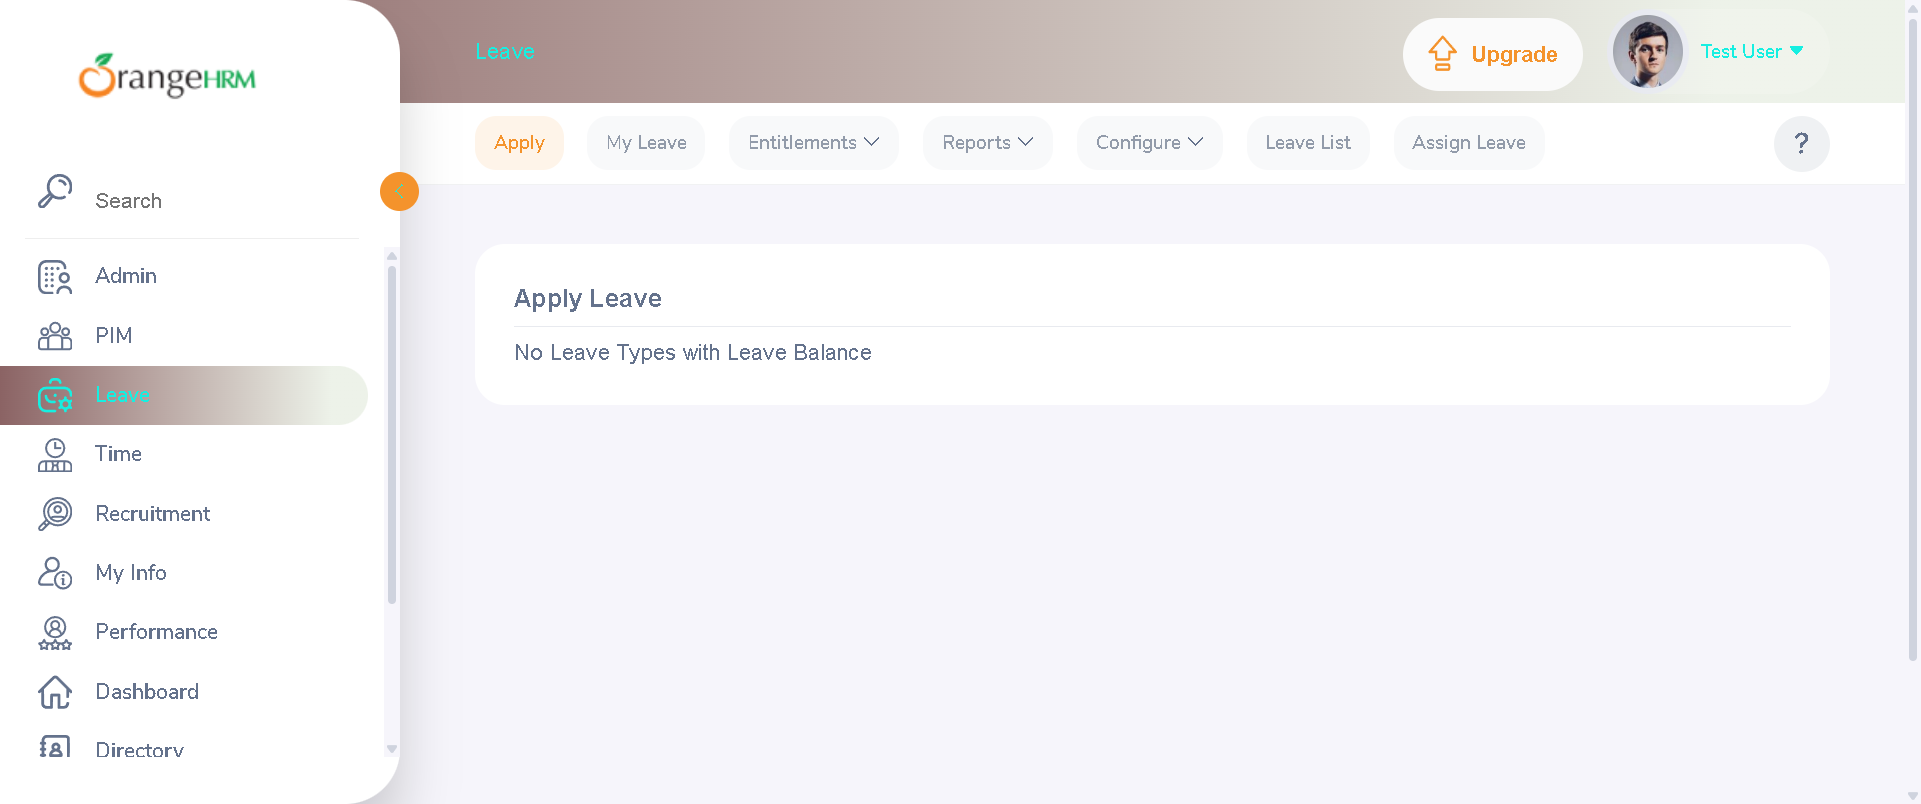 OrangeHRM
Search
Admin
PIM
Leave
Time
Recruitment
My Info
Performance
Dashboard
Directory
Leave
Upgrade
Test User
Apply
My Leave
Entitlements
Reports
Configure
Leave List
Assign Leave
?
Apply Leave
No Leave Types with Leave Balance